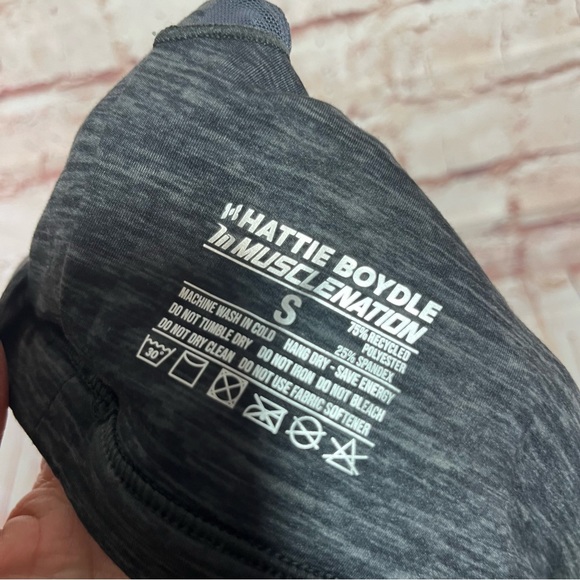 HATTIE BOYDLE
MUSCLENATION
S
75% RECYCLED
POLYESTER
25% SPANDEX
MACHINE WASH IN COLD
DO NOT TUMBLE DRY HANG DRY - SAVE ENERGY
DO NOT DRY CLEAN DO NOT IRON DO NOT BLEACH
DO NOT USE FABRIC SOFTENER
30°